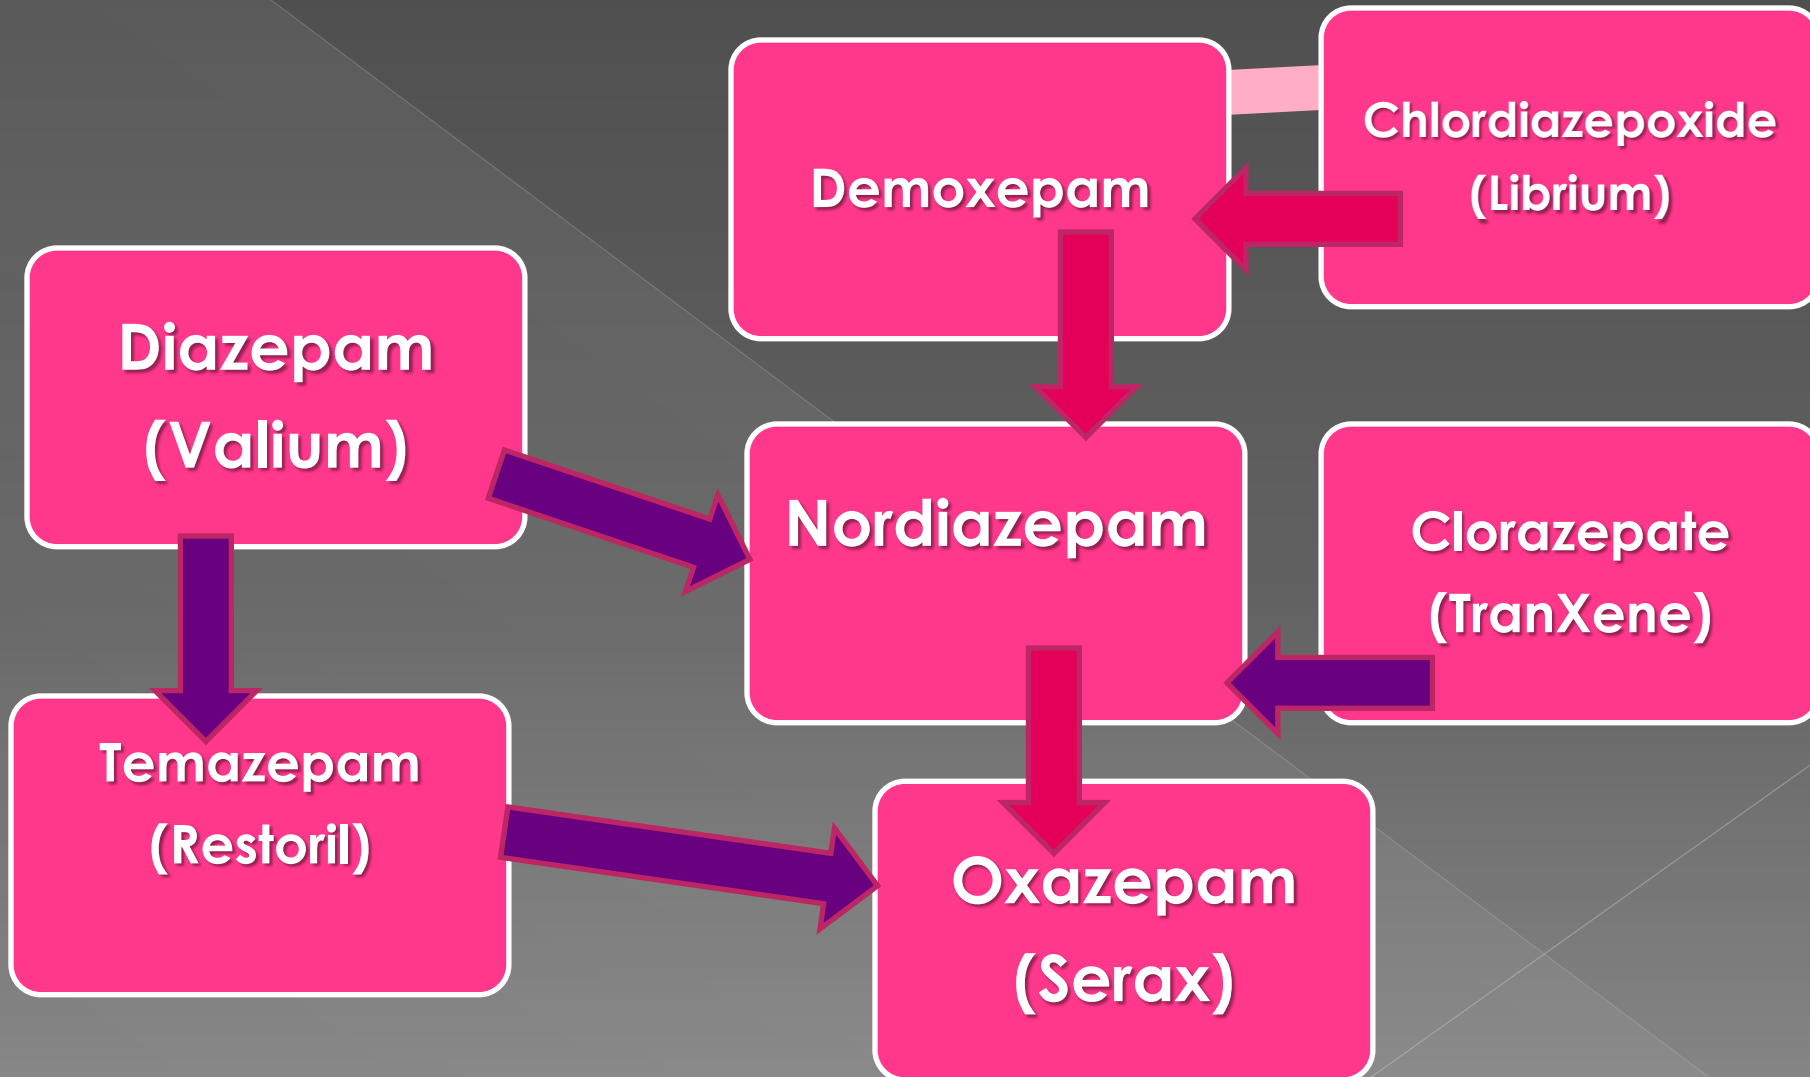 Demoxepam
Chlordiazepoxide
(Librium)
Diazepam
(Valium)
Nordiazepam
Clorazepate
(TranXene)
Temazepam
(Restoril)
Oxazepam
(Serax)